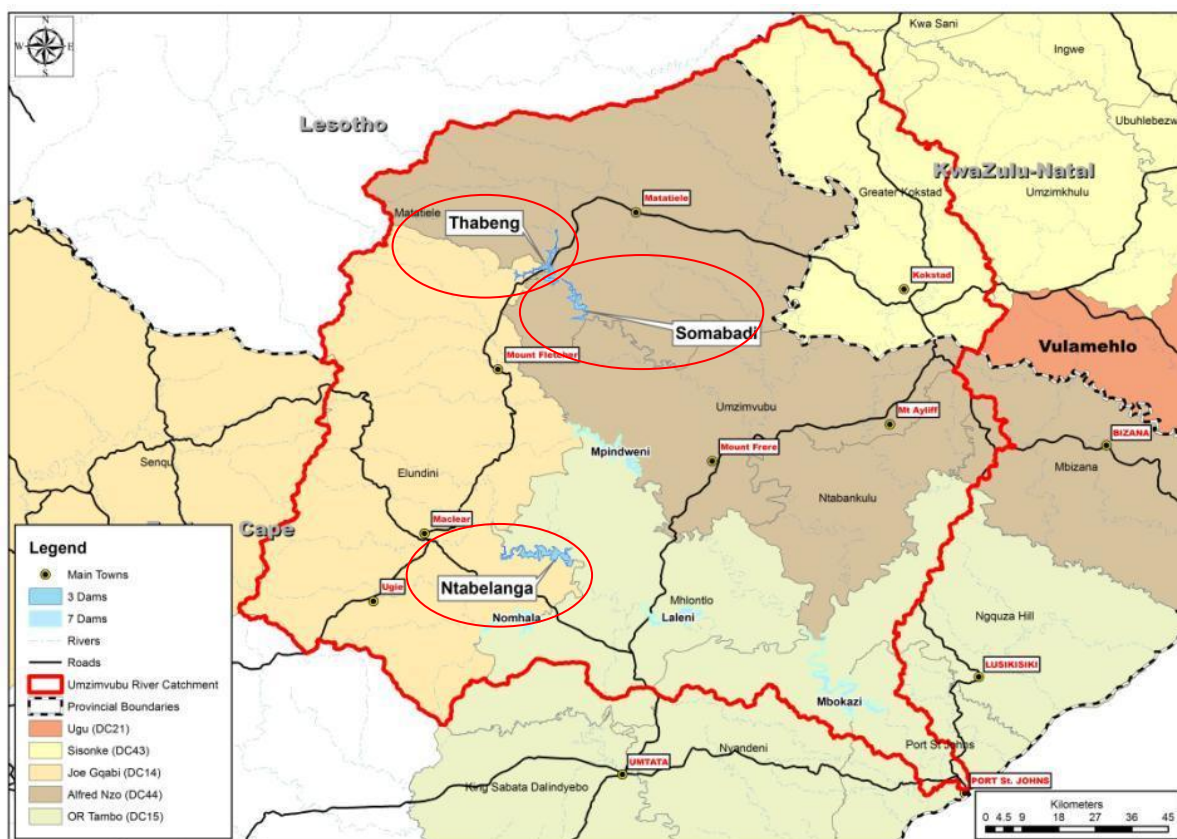 N
W E
S
Kwa Sani
Ingwe
Lesotho
Ubuhlebezw
KwaZulu-Natal
Greater Kokstad
Umzimkhulu
Matatiele
Matatiele
Thabeng
Kokstad
Somabadi
Vulamehlo
Mount Fletcher
Umzimvubu
Mt Ayliff
BIZANA
Mpindweni
Mount Frere
Mbizana
Senqu
Elundini
Ntabankulu
Maclear
Cape
Ntabelanga
Ugie
Mhlontlo
Nomhala
Laleni
Ngquza Hill
LUSIKISIKI
Mbokazi
Nyandeni
Port St Johns
UMTATA
King Sabata Dalindyebo
PORT St. JOHNS
Legend
Main Towns
3 Dams
7 Dams
Rivers
Roads
Umzimvubu River Catchment
Provincial Boundaries
Ugu (DC21)
Sisonke (DC43)
Joe Gqabi (DC14)
Alfred Nzo (DC44)
OR Tambo (DC15)
Kilometers
0 4.5 9 18 27 36 45